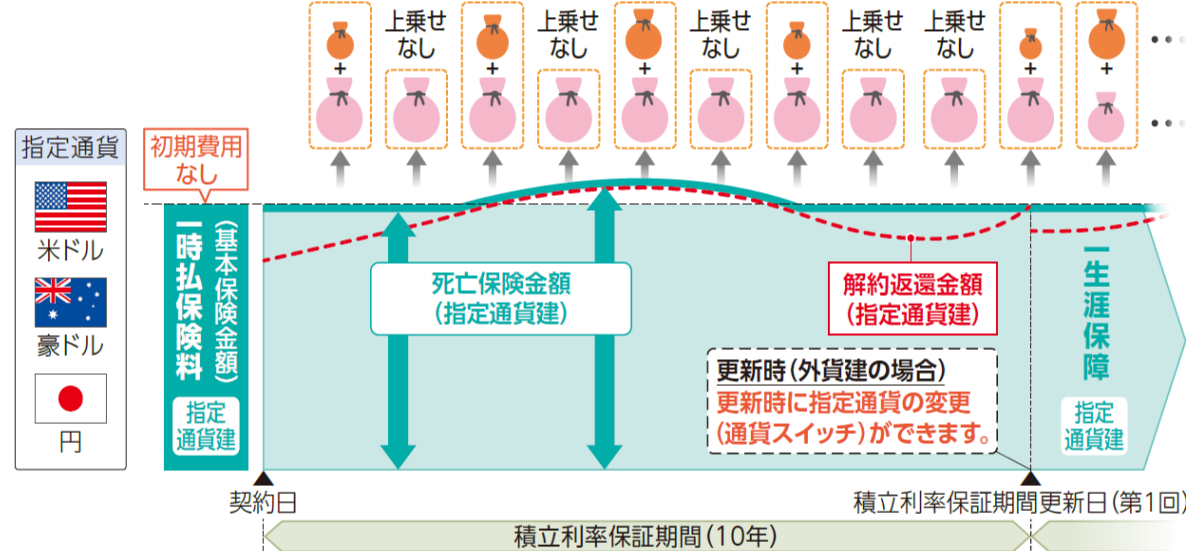 上乗せ
なし
上乗せ
なし
上乗せ
なし
上乗せ
なし
上乗せ
なし
+
+
+
+
+
+
指定通貨
米ドル
豪ドル
円
初期費用
なし
一時払保険料
(基本保険金額)
指定
通貨建
死亡保険金額
(指定通貨建)
解約返還金額
(指定通貨建)
更新時(外貨建の場合)
更新時に指定通貨の変更
(通貨スイッチ)ができます。
一生涯保障
指定
通貨建
契約日
積立利率保証期間更新日(第1回)
積立利率保証期間(10年)